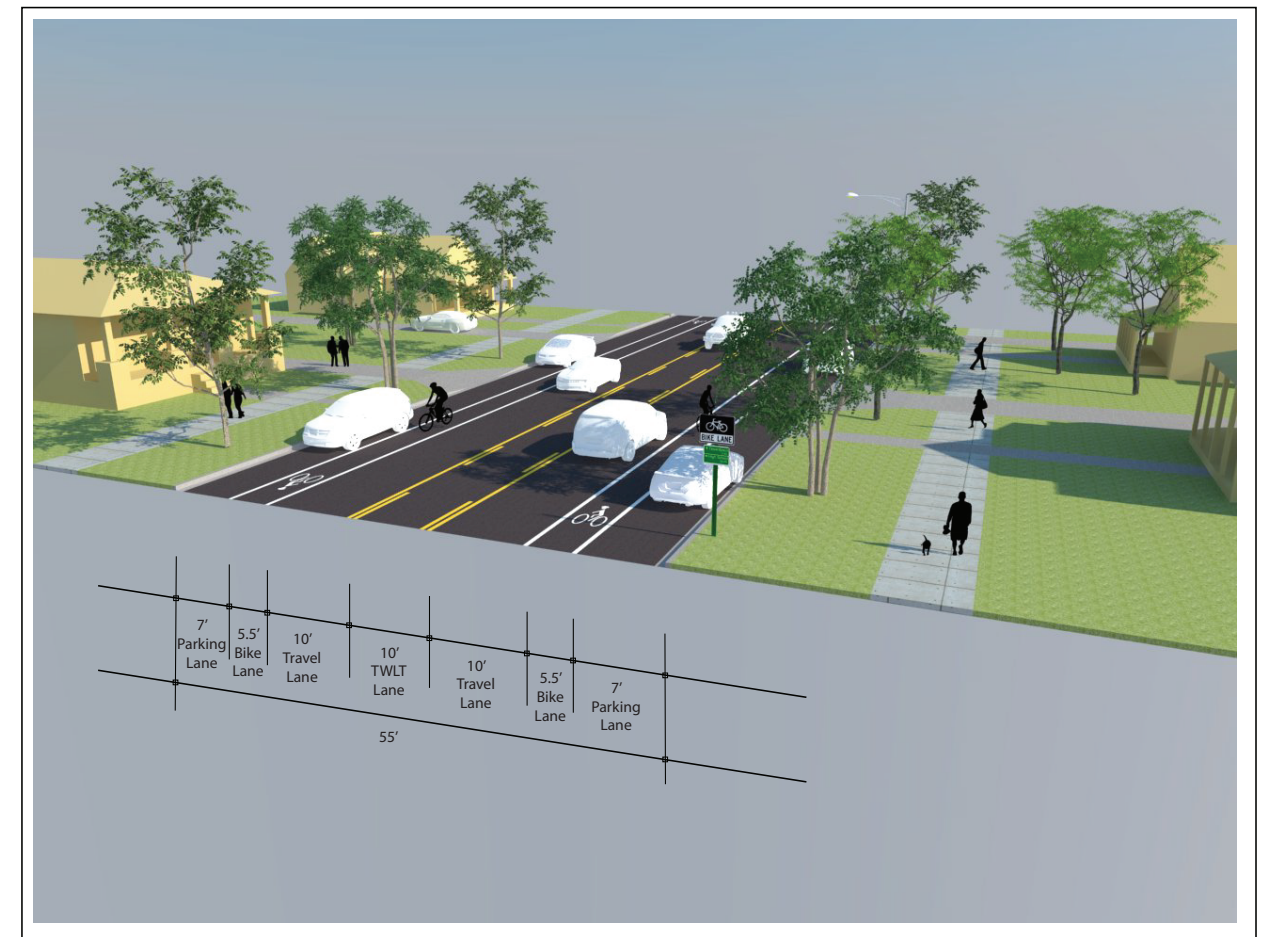 BIKE LANE
7’
Parking
Lane
5.5’
Bike
Lane
10’
Travel
Lane
10’
TWLT
Lane
10’
Travel
Lane
5.5’
Bike
Lane
7’
Parking
Lane
55’